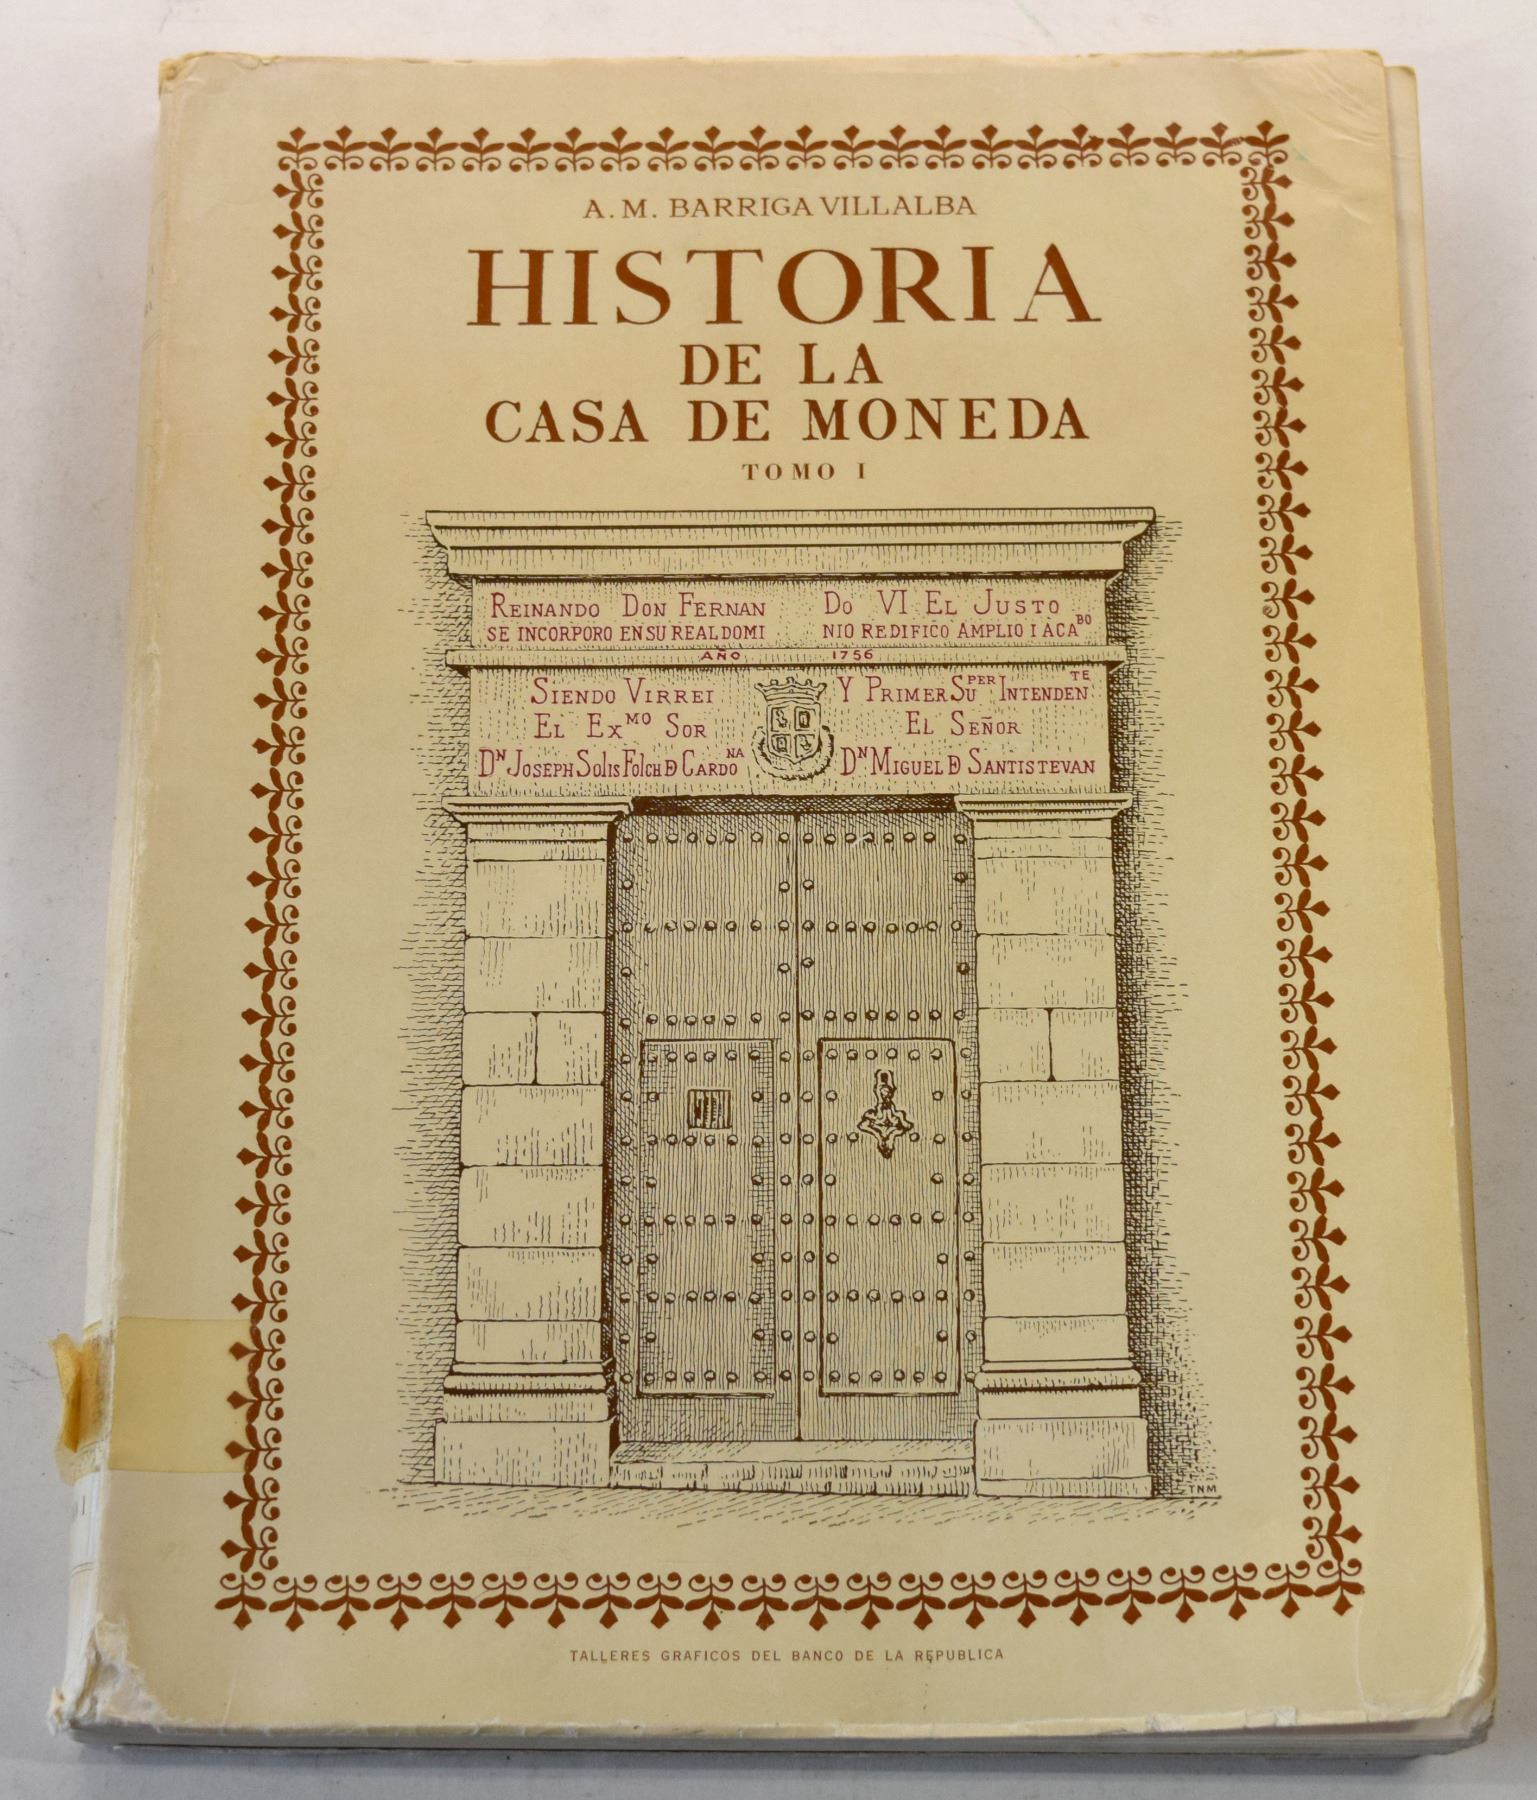 A. M. BARRIGA VILLALBA
HISTORIA
DE LA
CASA DE MONEDA
TOMO I
REINANDO DON FERNAN DO VI EL JUSTO
SE INCORPORO EN SU REAL DOMI NIO REDIFICO AMPLIO I ACABO
AÑO 1756
SIENDO VIRREI Y PRIMER SUPER INTENDENTE
EL EXMO SOR EL SEÑOR
DN JOSEPH SOLIS FOLCH D CARDONA DN MIGUEL D SANTISTEVAN
TNM
TALLERES GRAFICOS DEL BANCO DE LA REPUBLICA